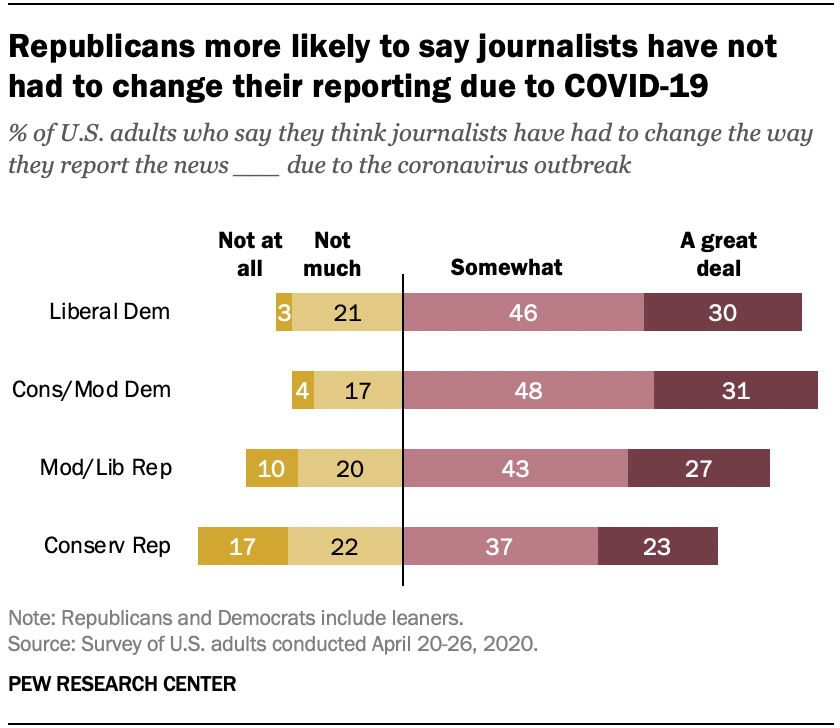 Republicans more likely to say journalists have not
had to change their reporting due to COVID-19
% of U.S. adults who say they think journalists have had to change the way
they report the news ___ due to the coronavirus outbreak
Not at all
Not much
Somewhat
A great deal
Liberal Dem 3 21 46 30
Cons/Mod Dem 4 17 48 31
Mod/Lib Rep 10 20 43 27
Conserv Rep 17 22 37 23
Note: Republicans and Democrats include leaners.
Source: Survey of U.S. adults conducted April 20-26, 2020.
PEW RESEARCH CENTER